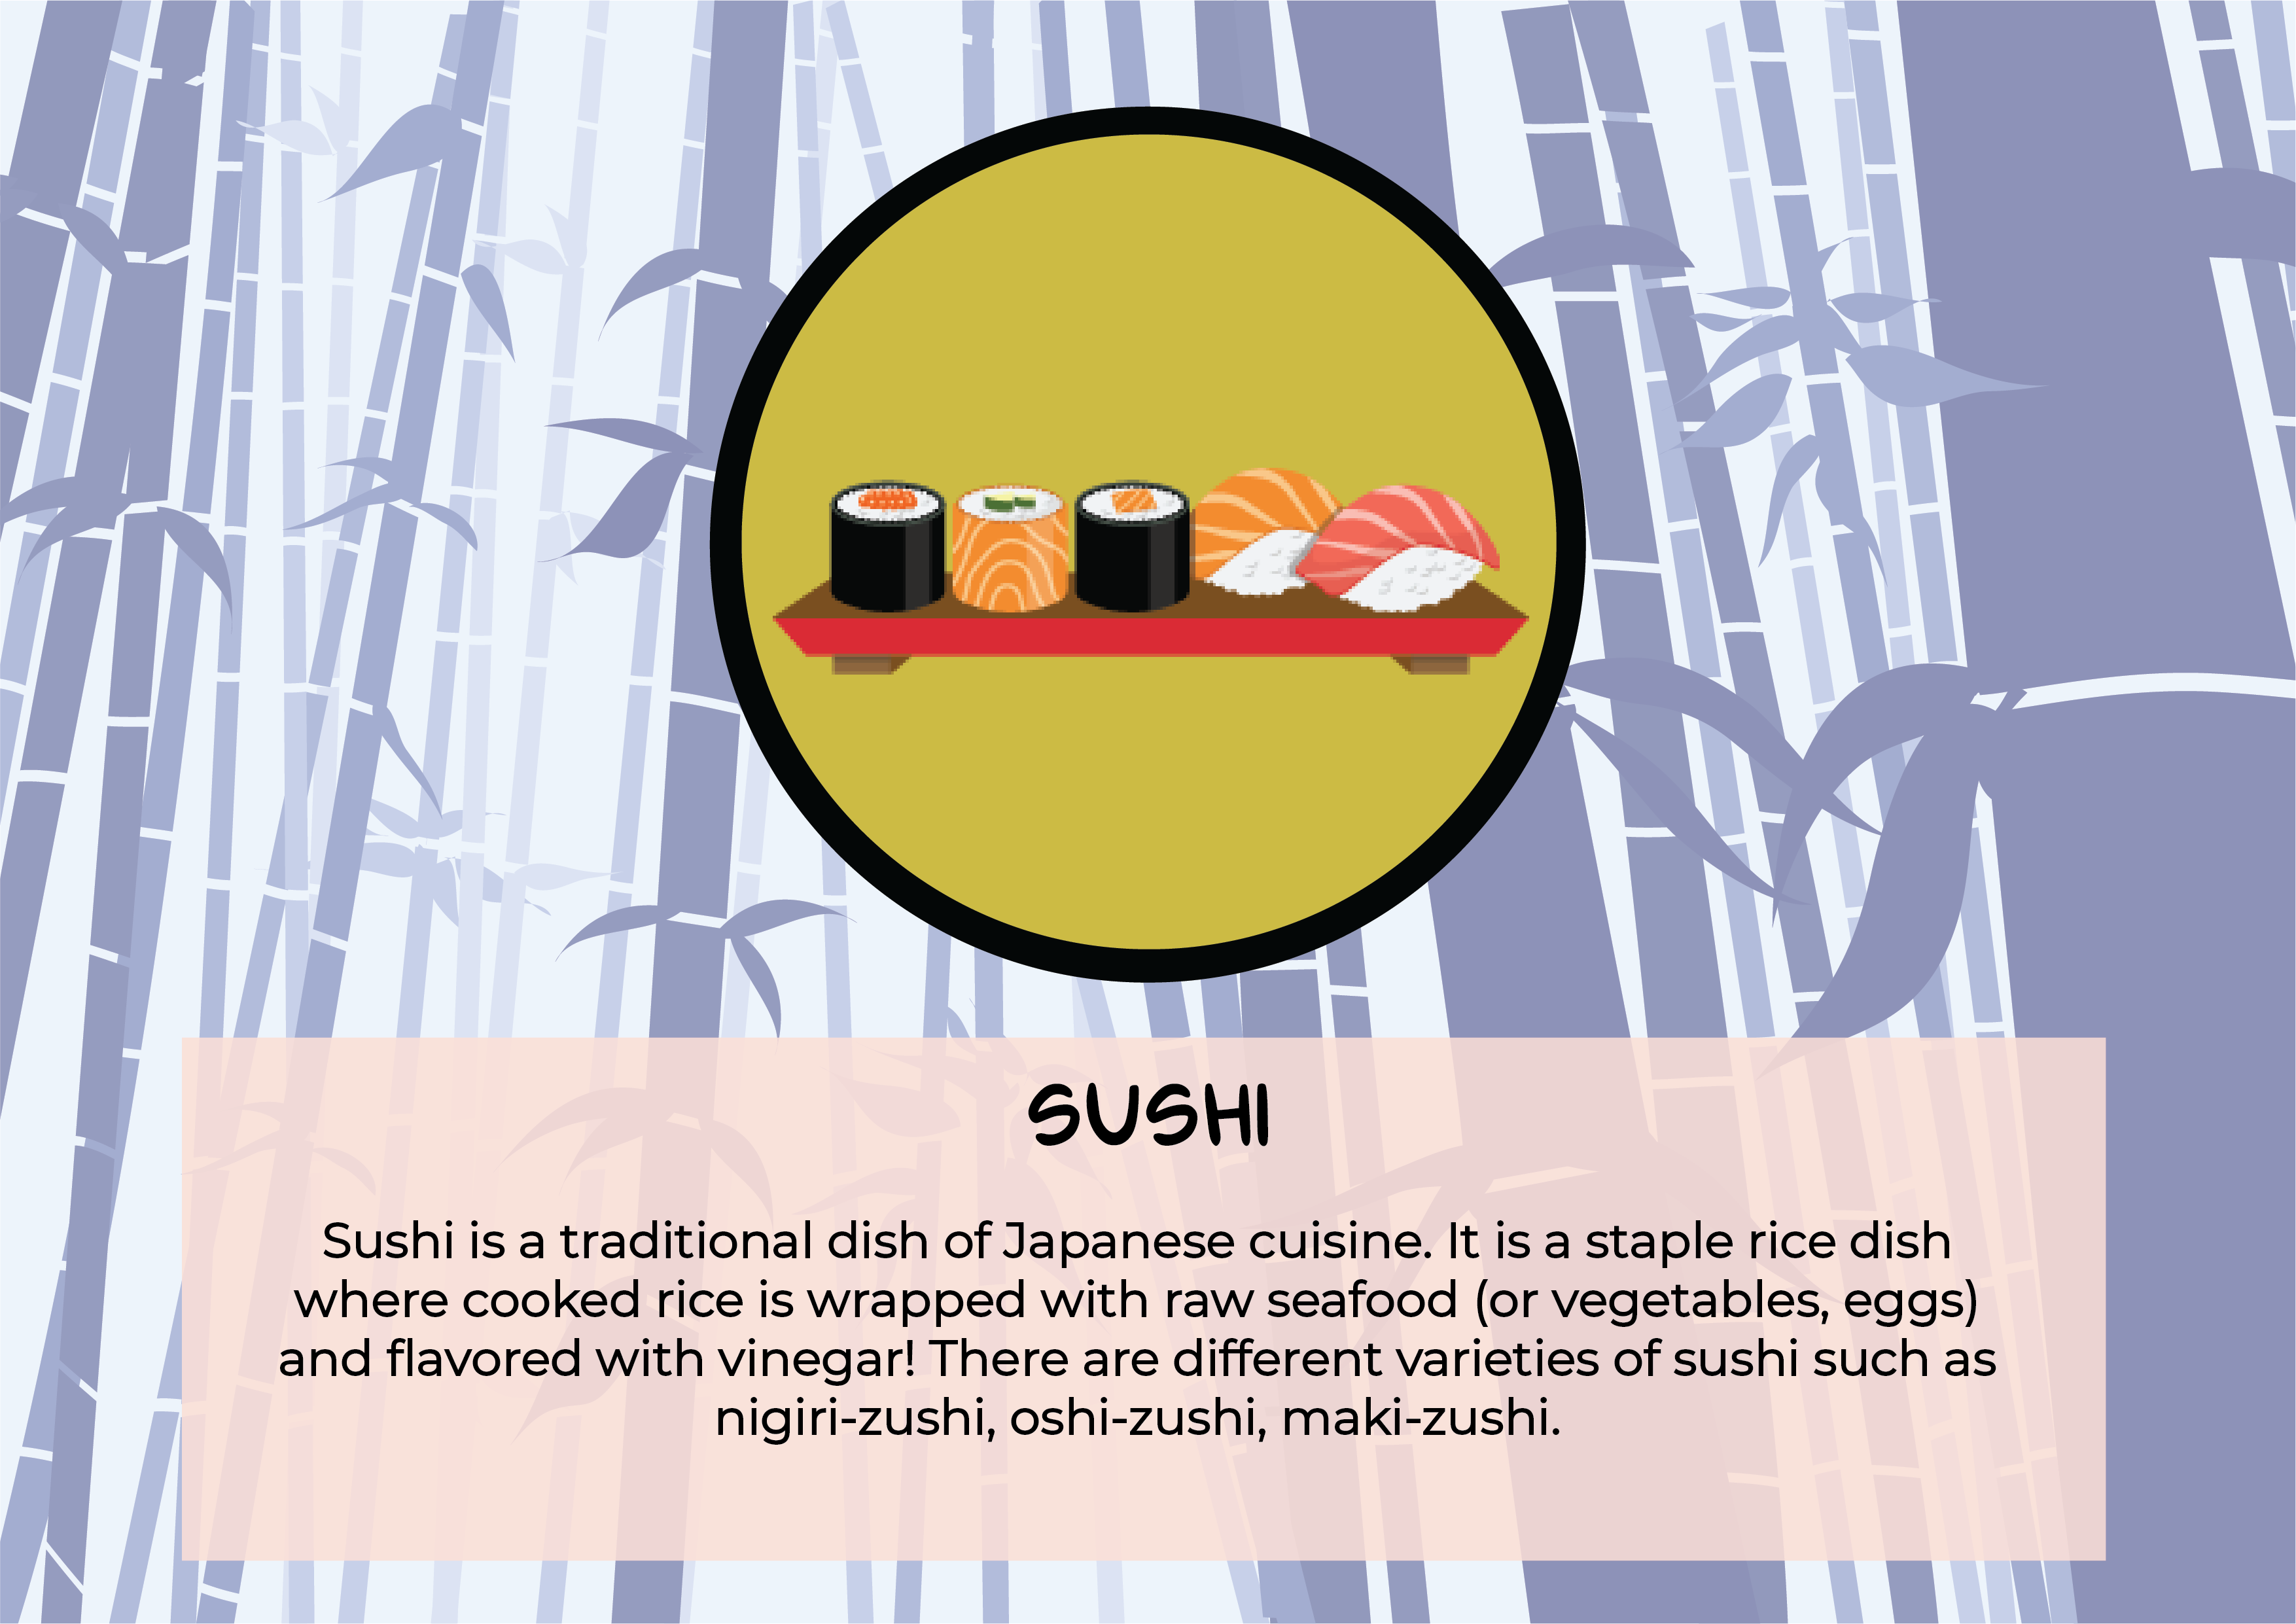 SUSHI
Sushi is a traditional dish of Japanese cuisine. It is a staple rice dish
where cooked rice is wrapped with raw seafood (or vegetables, eggs)
and flavored with vinegar! There are different varieties of sushi such as
nigiri-zushi, oshi-zushi, maki-zushi.